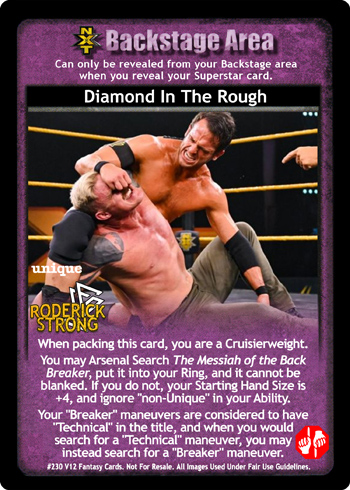 NXT
Backstage Area
Can only be revealed from your Backstage area
when you reveal your Superstar card.
Diamond In The Rough
unique
RODERICK
STRONG
When packing this card, you are a Cruisierweight.
You may Arsenal Search The Messiah of the Back
Breaker, put it into your Ring, and it cannot be
blanked. If you do not, your Starting Hand Size is
+4, and ignore "non-Unique" in your Ability.
Your "Breaker" maneuvers are considered to have
"Technical" in the title, and when you would
search for a "Technical" maneuver, you may
instead search for a "Breaker" maneuver.
#230 V12 Fantasy Cards. Not For Resale. All Images Used Under Fair Use Guidelines.